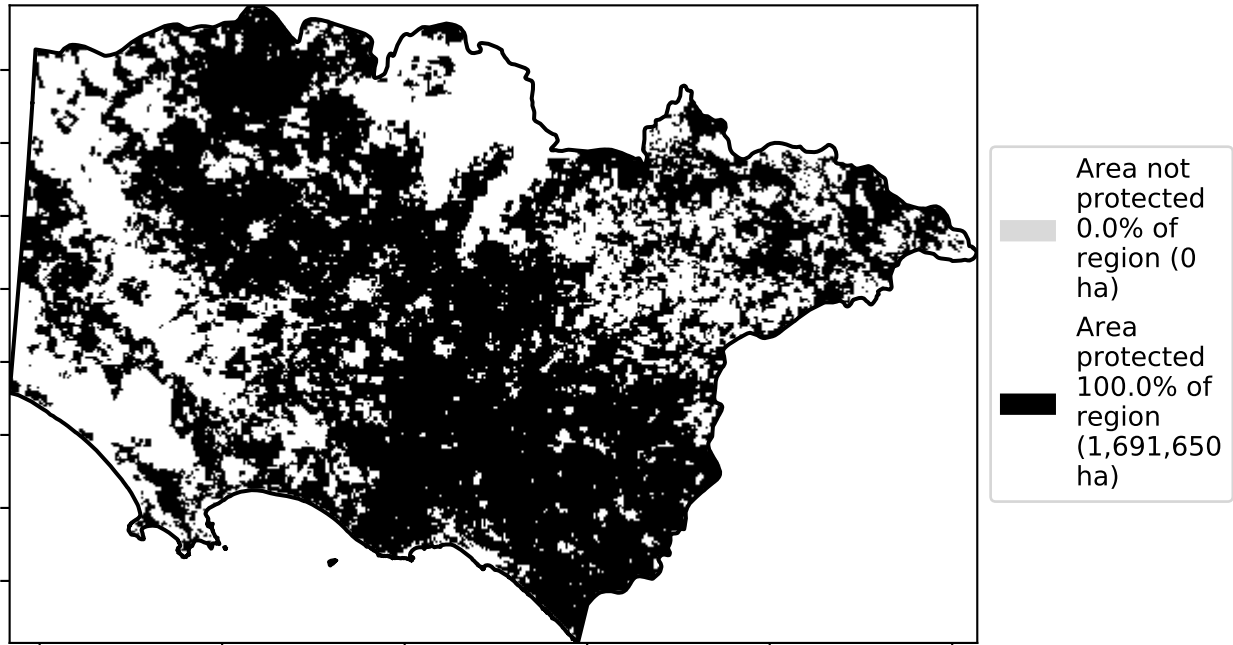 Area not
protected
0.0% of
region (0
ha)
Area
protected
100.0% of
region
(1,691,650
ha)